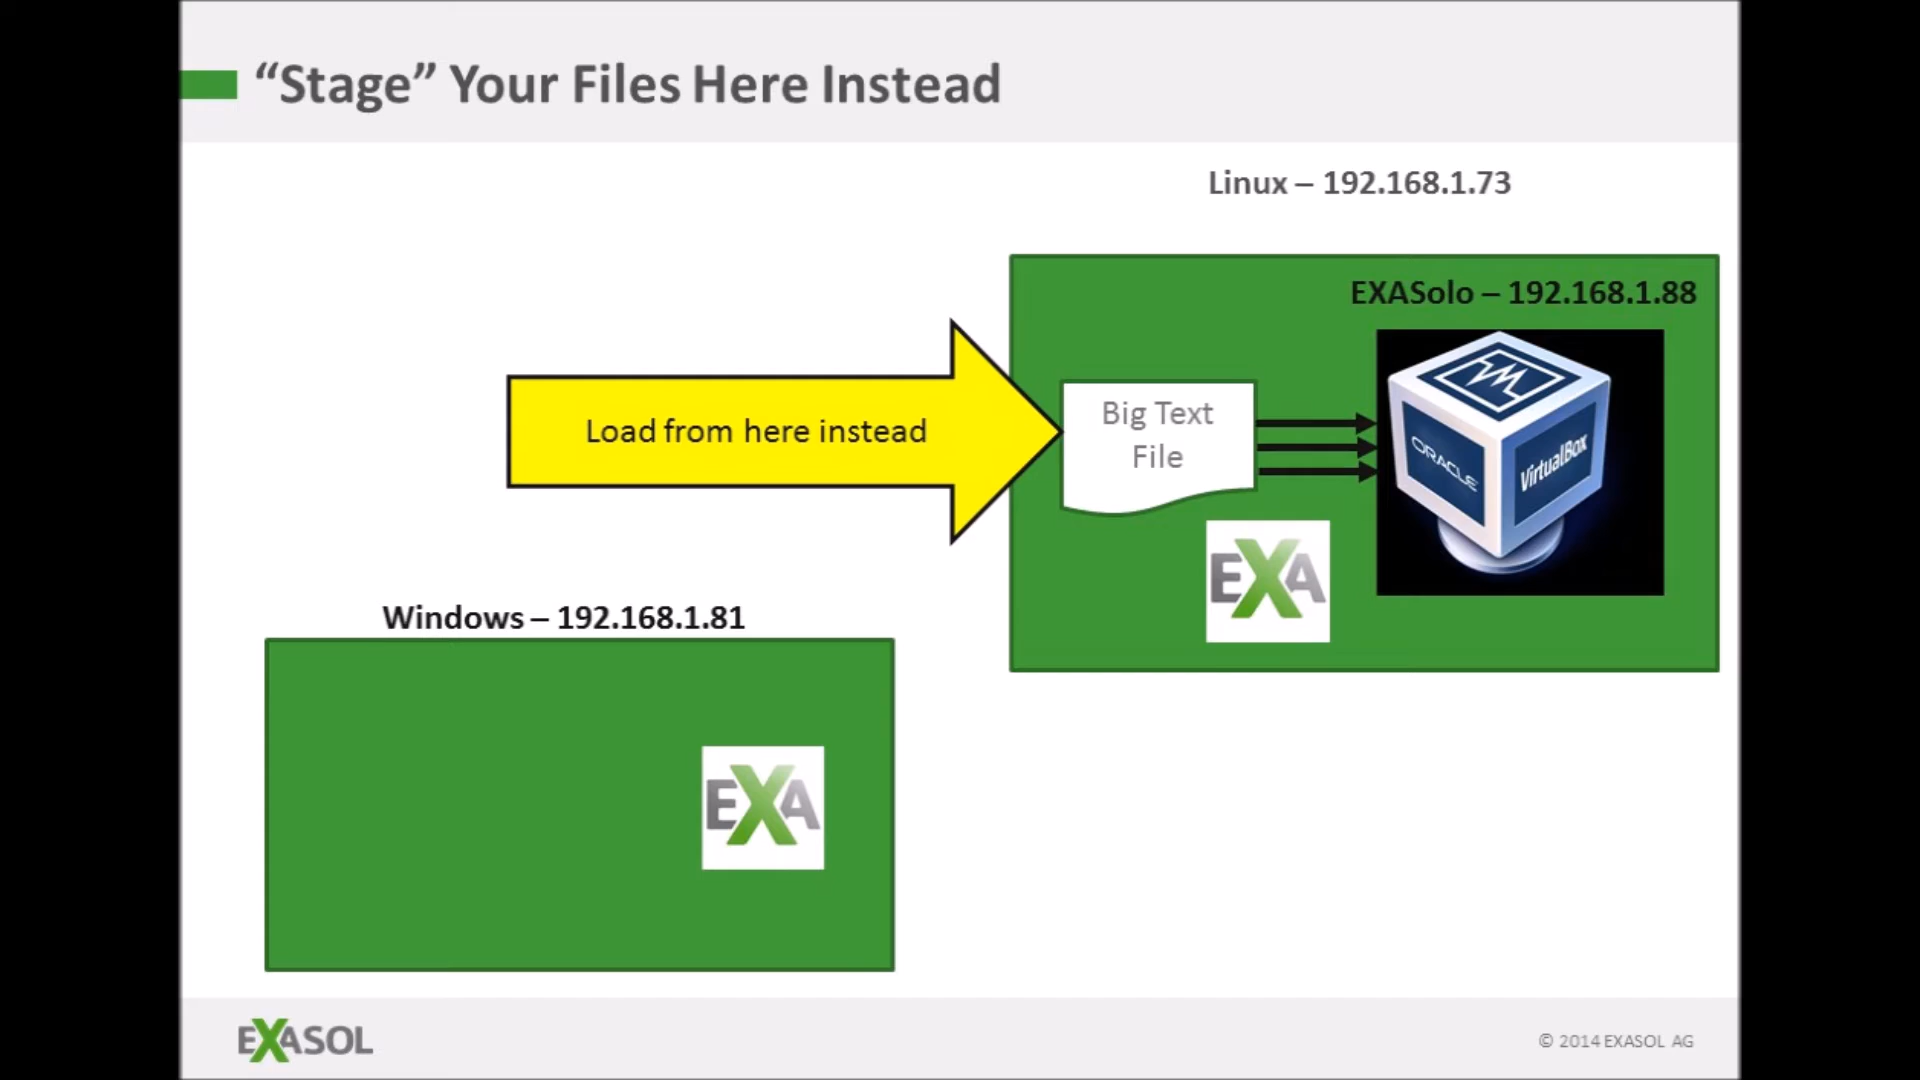 “Stage” Your Files Here Instead
Linux – 192.168.1.73
EXASolo – 192.168.1.88
Load from here instead
Big Text
File
ORACLE
VirtualBox
EXA
Windows – 192.168.1.81
EXA
EXASOL
© 2014 EXASOL AG